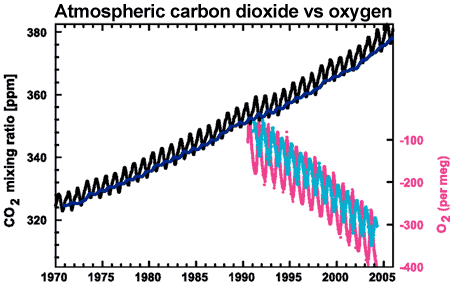 Atmospheric carbon dioxide vs oxygen
CO2 mixing ratio [ppm]
380
360
340
320
-100
-200
-300
-400
O2 (per meg)
1970 1975 1980 1985 1990 1995 2000 2005